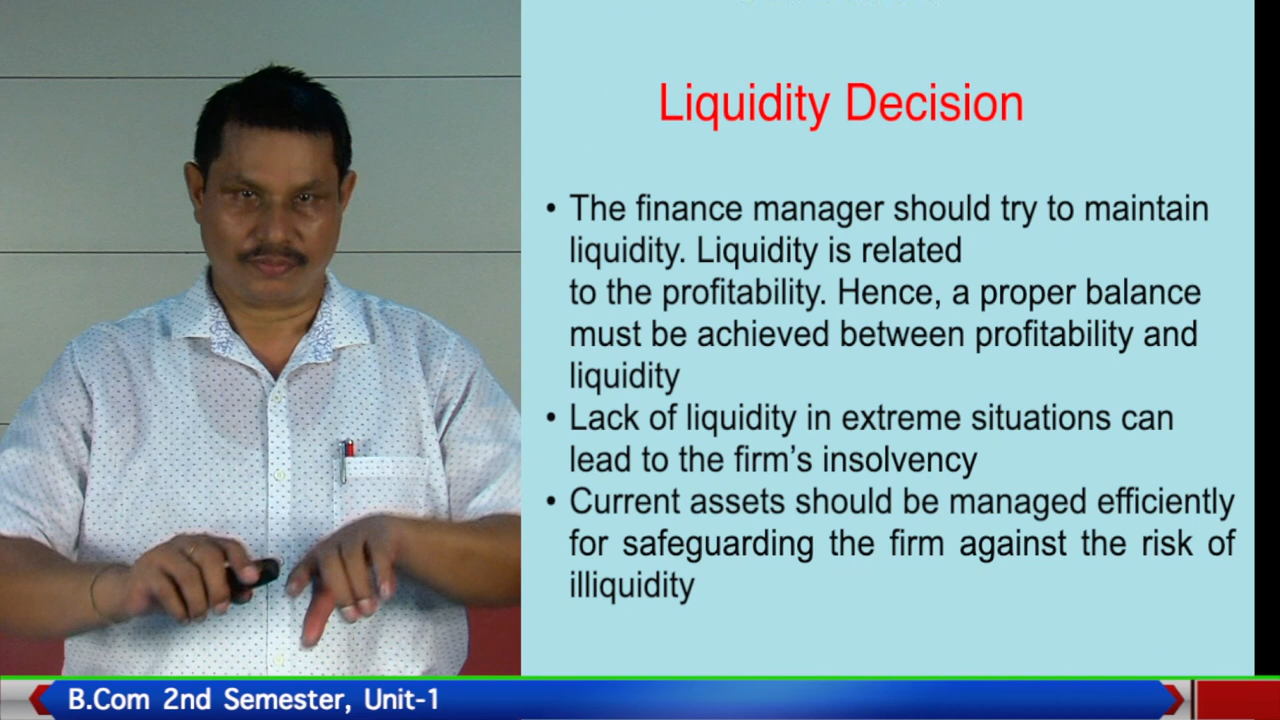 Liquidity Decision
• The finance manager should try to maintain
liquidity. Liquidity is related
to the profitability. Hence, a proper balance
must be achieved between profitability and
liquidity
• Lack of liquidity in extreme situations can
lead to the firm’s insolvency
• Current assets should be managed efficiently
for safeguarding the firm against the risk of
illiquidity
B.Com 2nd Semester, Unit-1